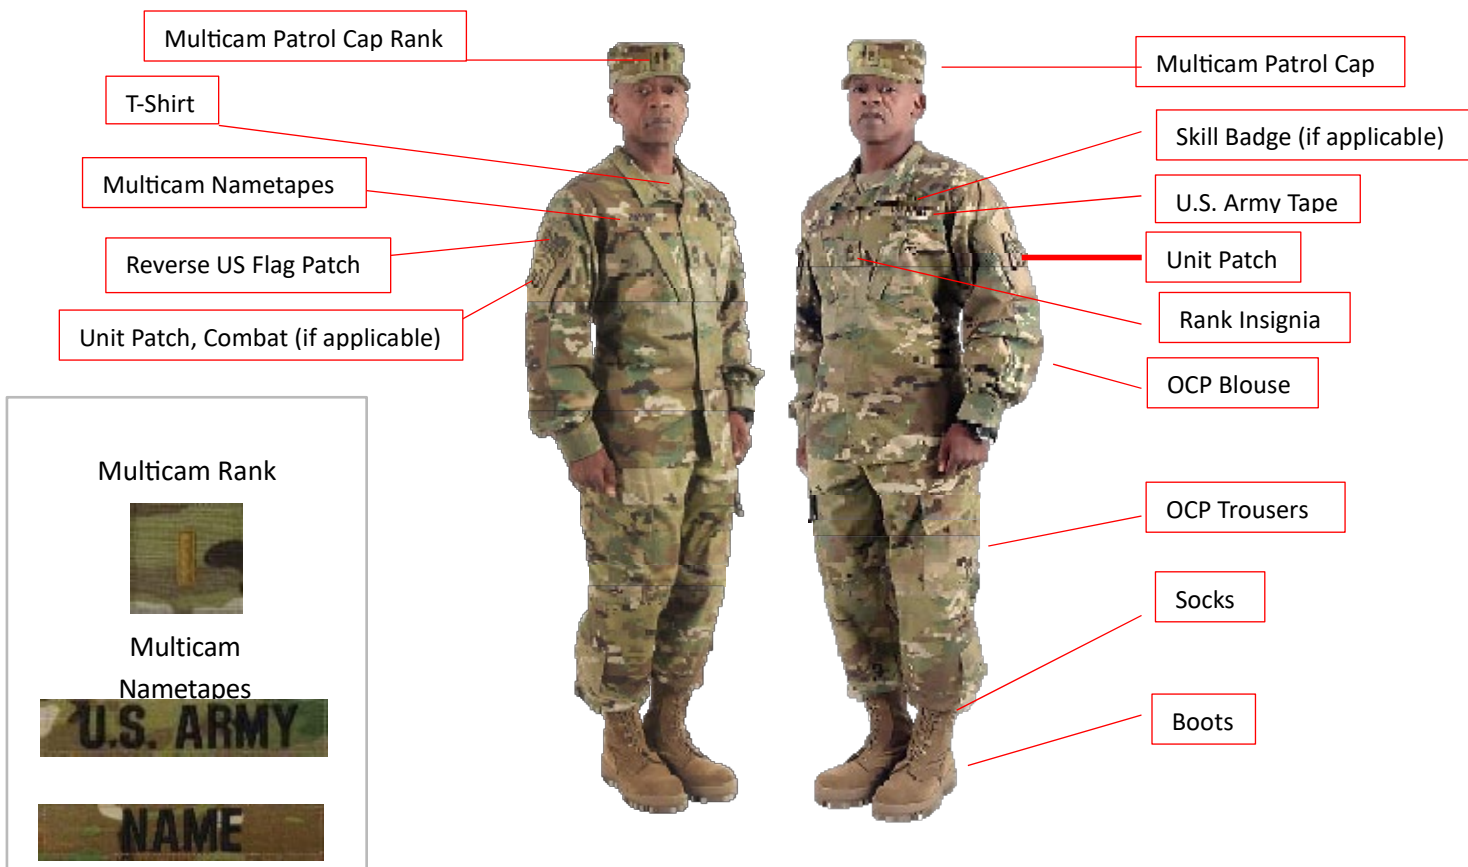 Multicam Patrol Cap Rank
T-Shirt
Multicam Nametapes
Reverse US Flag Patch
Unit Patch, Combat (if applicable)
Multicam Patrol Cap
Skill Badge (if applicable)
U.S. Army Tape
Unit Patch
Rank Insignia
OCP Blouse
OCP Trousers
Socks
Boots
Multicam Rank
Multicam
Nametapes
U.S. ARMY
NAME